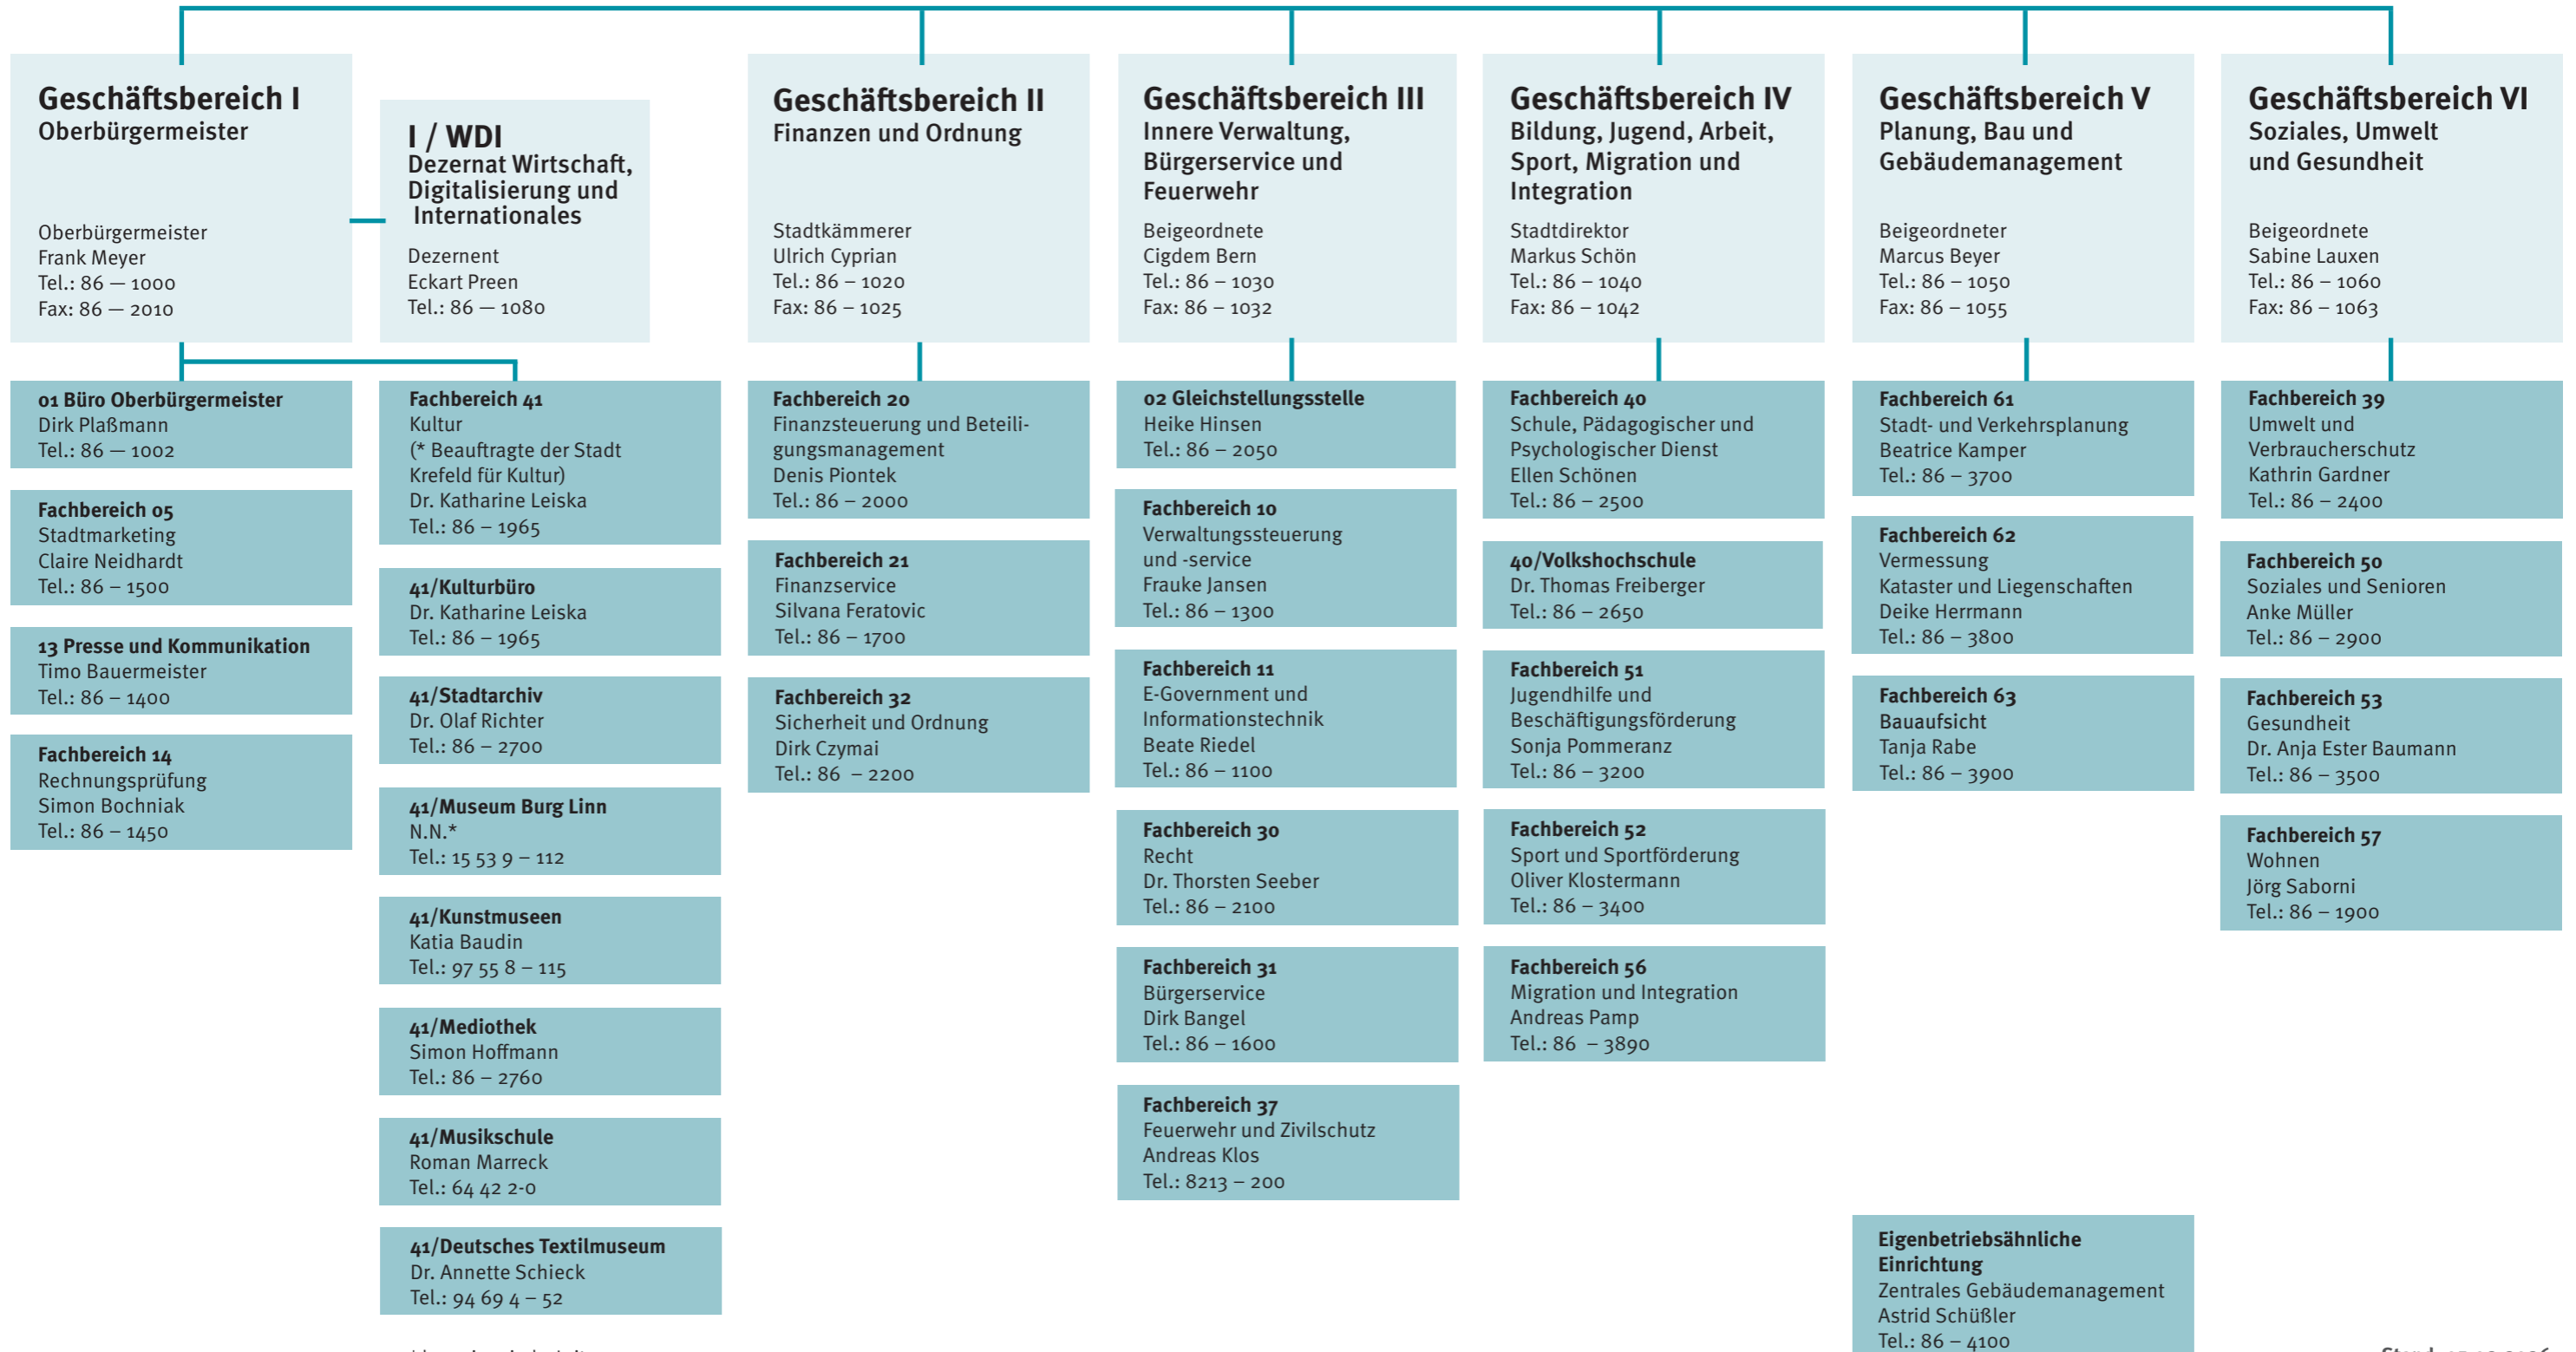 Geschäftsbereich I
Oberbürgermeister
Oberbürgermeister
Frank Meyer
Tel.: 86 — 1000
Fax: 86 — 2010
I / WDI
Dezernat Wirtschaft,
Digitalisierung und
Internationales
Dezernent
Eckart Preen
Tel.: 86 — 1080
Geschäftsbereich II
Finanzen und Ordnung
Stadtkämmerer
Ulrich Cyprian
Tel.: 86 – 1020
Fax: 86 – 1025
Geschäftsbereich III
Innere Verwaltung,
Bürgerservice und
Feuerwehr
Beigeordnete
Cigdem Bern
Tel.: 86 – 1030
Fax: 86 – 1032
Geschäftsbereich IV
Bildung, Jugend, Arbeit,
Sport, Migration und
Integration
Stadtdirektor
Markus Schön
Tel.: 86 – 1040
Fax: 86 – 1042
Geschäftsbereich V
Planung, Bau und
Gebäudemanagement
Beigeordneter
Marcus Beyer
Tel.: 86 – 1050
Fax: 86 – 1055
Geschäftsbereich VI
Soziales, Umwelt
und Gesundheit
Beigeordnete
Sabine Lauxen
Tel.: 86 – 1060
Fax: 86 – 1063
01 Büro Oberbürgermeister
Dirk Plaßmann
Tel.: 86 — 1002
Fachbereich 05
Stadtmarketing
Claire Neidhardt
Tel.: 86 – 1500
13 Presse und Kommunikation
Timo Bauermeister
Tel.: 86 – 1400
Fachbereich 14
Rechnungsprüfung
Simon Bochniak
Tel.: 86 – 1450
Fachbereich 41
Kultur
(* Beauftragte der Stadt
Krefeld für Kultur)
Dr. Katharine Leiska
Tel.: 86 – 1965
41/Kulturbüro
Dr. Katharine Leiska
Tel.: 86 – 1965
41/Stadtarchiv
Dr. Olaf Richter
Tel.: 86 – 2700
41/Museum Burg Linn
N.N.*
Tel.: 15 53 9 – 112
41/Kunstmuseen
Katia Baudin
Tel.: 97 55 8 – 115
41/Mediothek
Simon Hoffmann
Tel.: 86 – 2760
41/Musikschule
Roman Marreck
Tel.: 64 42 2-0
41/Deutsches Textilmuseum
Dr. Annette Schieck
Tel.: 94 69 4 – 52
Fachbereich 20
Finanzsteuerung und Beteili-
gungsmanagement
Denis Piontek
Tel.: 86 – 2000
Fachbereich 21
Finanzservice
Silvana Feratovic
Tel.: 86 – 1700
Fachbereich 32
Sicherheit und Ordnung
Dirk Czymai
Tel.: 86 – 2200
02 Gleichstellungsstelle
Heike Hinsen
Tel.: 86 – 2050
Fachbereich 10
Verwaltungssteuerung
und -service
Frauke Jansen
Tel.: 86 – 1300
Fachbereich 11
E-Government und
Informationstechnik
Beate Riedel
Tel.: 86 – 1100
Fachbereich 30
Recht
Dr. Thorsten Seeber
Tel.: 86 – 2100
Fachbereich 31
Bürgerservice
Dirk Bangel
Tel.: 86 – 1600
Fachbereich 37
Feuerwehr und Zivilschutz
Andreas Klos
Tel.: 8213 – 200
Fachbereich 40
Schule, Pädagogischer und
Psychologischer Dienst
Ellen Schönen
Tel.: 86 – 2500
40/Volkshochschule
Dr. Thomas Freiberger
Tel.: 86 – 2650
Fachbereich 51
Jugendhilfe und
Beschäftigungsförderung
Sonja Pommeranz
Tel.: 86 – 3200
Fachbereich 52
Sport und Sportförderung
Oliver Klostermann
Tel.: 86 – 3400
Fachbereich 56
Migration und Integration
Andreas Pamp
Tel.: 86 – 3890
Fachbereich 61
Stadt- und Verkehrsplanung
Beatrice Kamper
Tel.: 86 – 3700
Fachbereich 62
Vermessung
Kataster und Liegenschaften
Deike Herrmann
Tel.: 86 – 3800
Fachbereich 63
Bauaufsicht
Tanja Rabe
Tel.: 86 – 3900
Eigenbetriebsähnliche
Einrichtung
Zentrales Gebäudemanagement
Astrid Schüßler
Tel.: 86 – 4100
Fachbereich 39
Umwelt und
Verbraucherschutz
Kathrin Gardner
Tel.: 86 – 2400
Fachbereich 50
Soziales und Senioren
Anke Müller
Tel.: 86 – 2900
Fachbereich 53
Gesundheit
Dr. Anja Ester Baumann
Tel.: 86 – 3500
Fachbereich 57
Wohnen
Jörg Saborni
Tel.: 86 – 1900